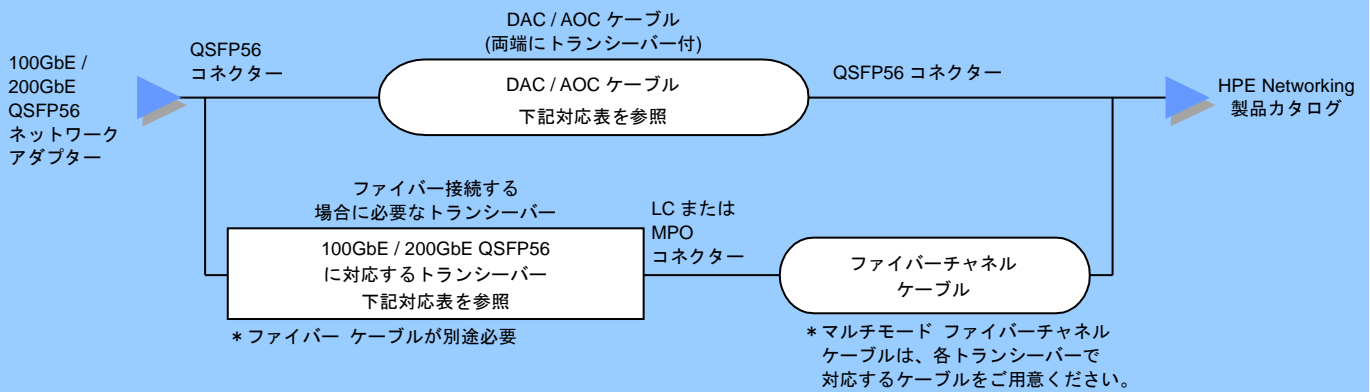 DAC / AOC ケーブル
(両端にトランシーバー付)
100GbE /
200GbE
QSFP56
ネットワーク
アダプター
QSFP56
コネクター
DAC / AOC ケーブル
下記対応表を参照
QSFP56 コネクター
HPE Networking
製品カタログ
ファイバー接続する
場合に必要なトランシーバー
100GbE / 200GbE QSFP56
に対応するトランシーバー
下記対応表を参照
* ファイバー ケーブルが別途必要
LC または
MPO
コネクター
ファイバーチャネル
ケーブル
* マルチモード ファイバーチャネル
ケーブルは、各トランシーバーで
対応するケーブルをご用意ください。